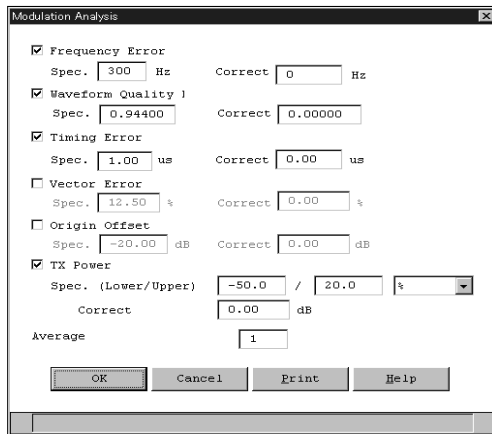 Modulation Analysis
Frequency Error
Spec. 300 Hz Correct 0 Hz
Waveform Quality l
Spec. 0.94400 Correct 0.00000
Timing Error
Spec. 1.00 us Correct 0.00 us
Vector Error
Spec. 12.50 % Correct 0.00 %
Origin Offset
Spec. -20.00 dB Correct 0.00 dB
TX Power
Spec. (Lower/Upper) -50.0 / 20.0 %
Correct 0.00 dB
Average 1
OK Cancel Print Help